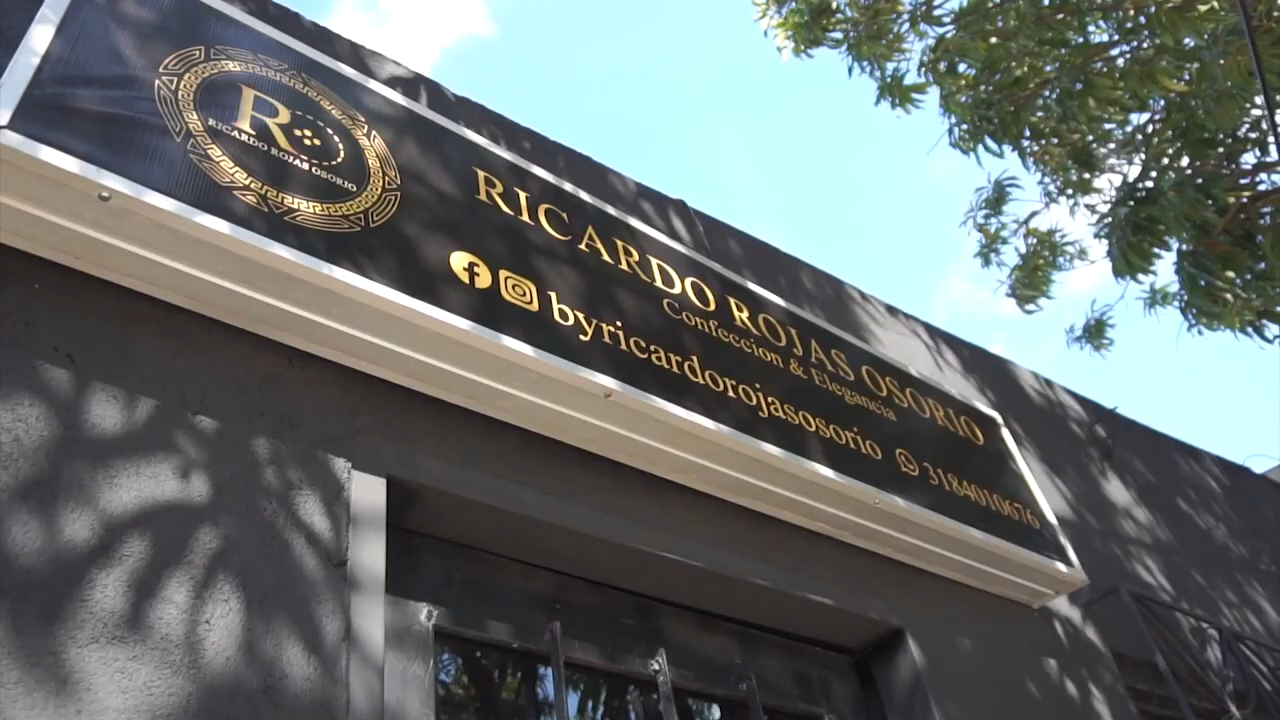 R
RICARDO ROJAS OSORIO
RICARDO ROJAS OSORIO
Confeccion & Elegancia
byricardorojasosorio
3184010676